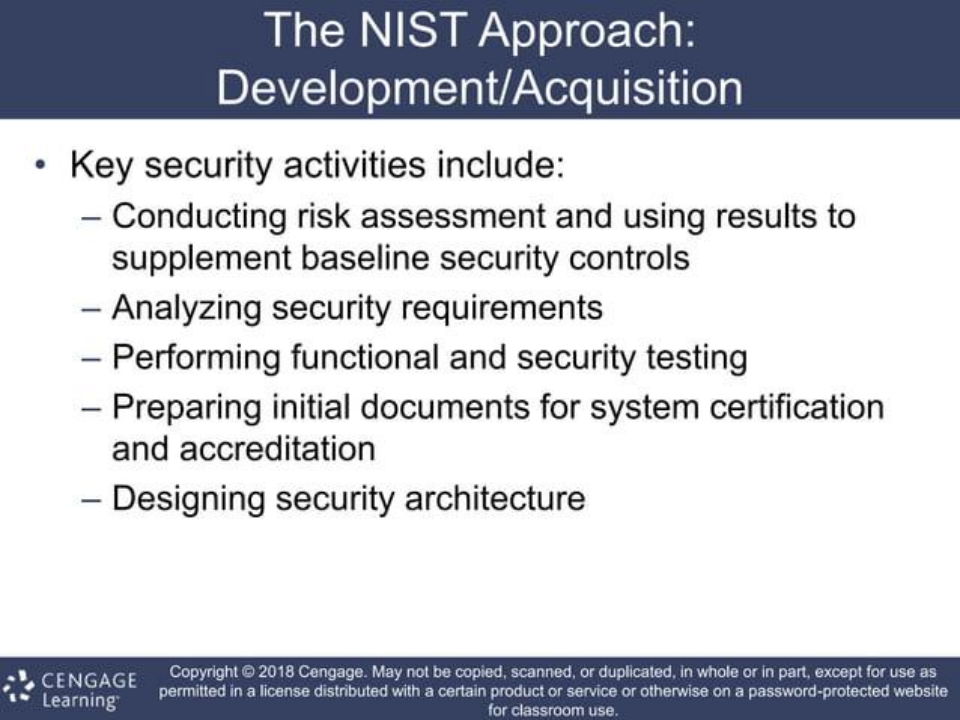 The NIST Approach:
Development/Acquisition
• Key security activities include:
– Conducting risk assessment and using results to
supplement baseline security controls
– Analyzing security requirements
– Performing functional and security testing
– Preparing initial documents for system certification
and accreditation
– Designing security architecture
CENGAGE
Learning
Copyright © 2018 Cengage. May not be copied, scanned, or duplicated, in whole or in part, except for use as
permitted in a license distributed with a certain product or service or otherwise on a password-protected website
for classroom use.